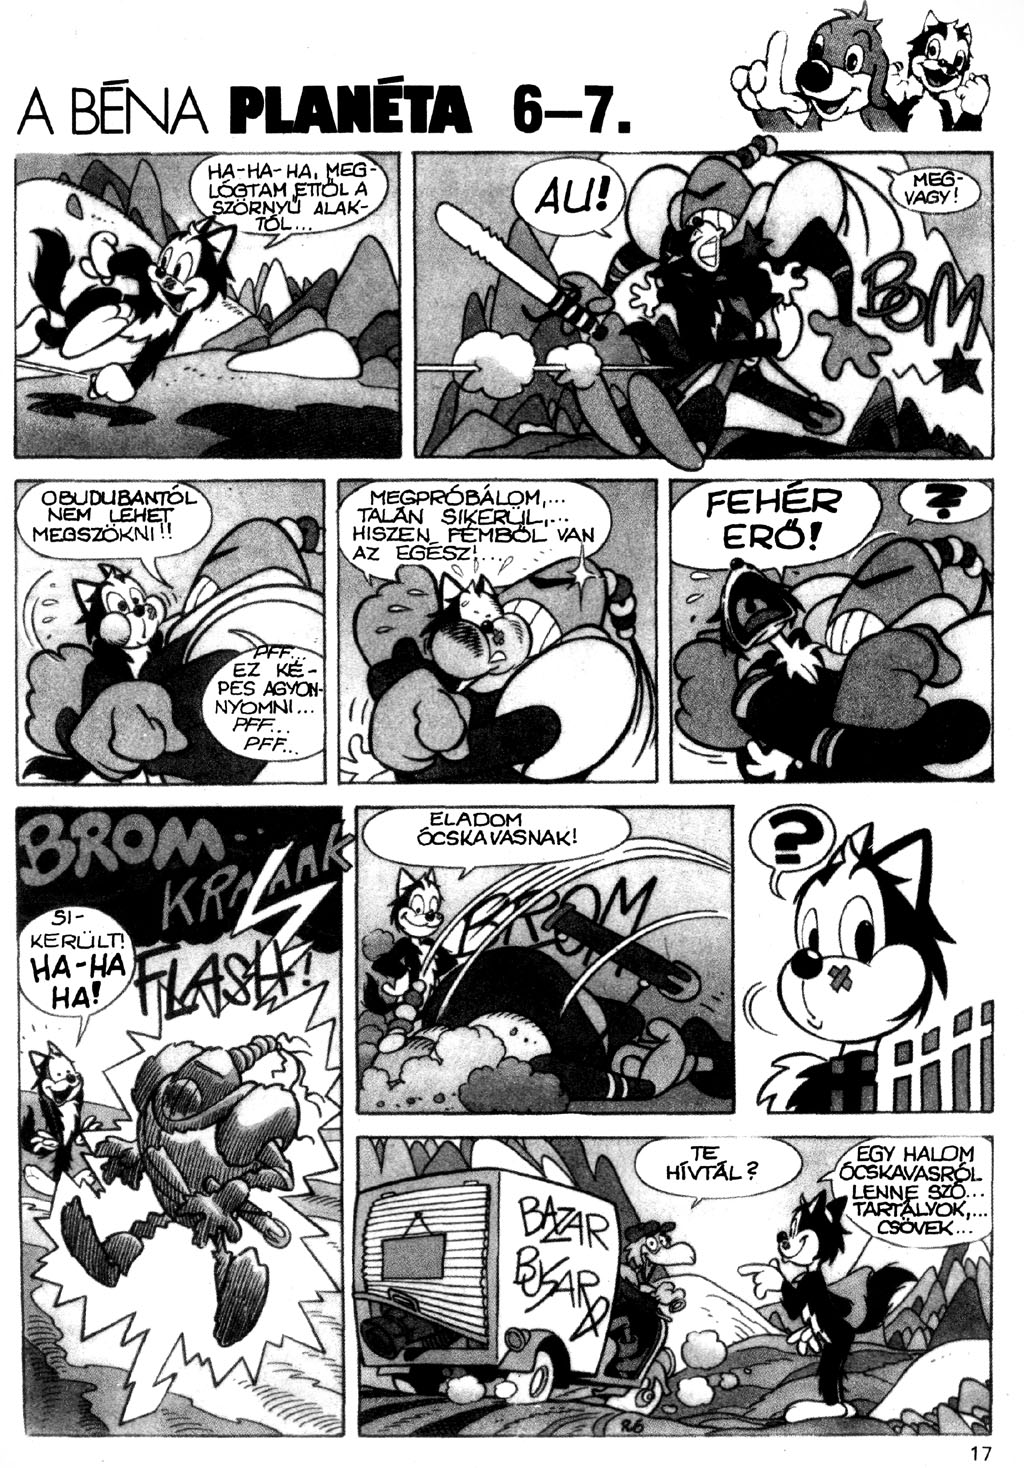 A BÉNA PLANÉTA 6–7.
HA-HA-HA, MEG-
LÓGTAM ETTŐL A
SZÖRNYŰ ALAK-
TÓL...
AU!
MEG-
VAGY!
BOM
OBUDUBANTÓL
NEM LEHET
MEGSZÖKNI!!
PFF...
EZ KÉ-
PES AGYON-
NYOMNI...
PFF...
PFF...
MEGPRÓBÁLOM,...
TALÁN SIKERÜL,...
HISZEN FÉMBŐL VAN
AZ EGÉSZ!...
FEHÉR
ERŐ!
?
BROM...
KRAAAAK
FLASH!
SI-
KERÜLT!
HA-HA
HA!
ELADOM
ÓCSKAVASNAK!
BROM
?
BAZAR
BUSAR
TE
HÍVTÁL?
EGY HALOM
ÓCSKAVASRÓL
LENNE SZÓ...
TARTÁLYOK,...
CSÖVEK...
R6
17